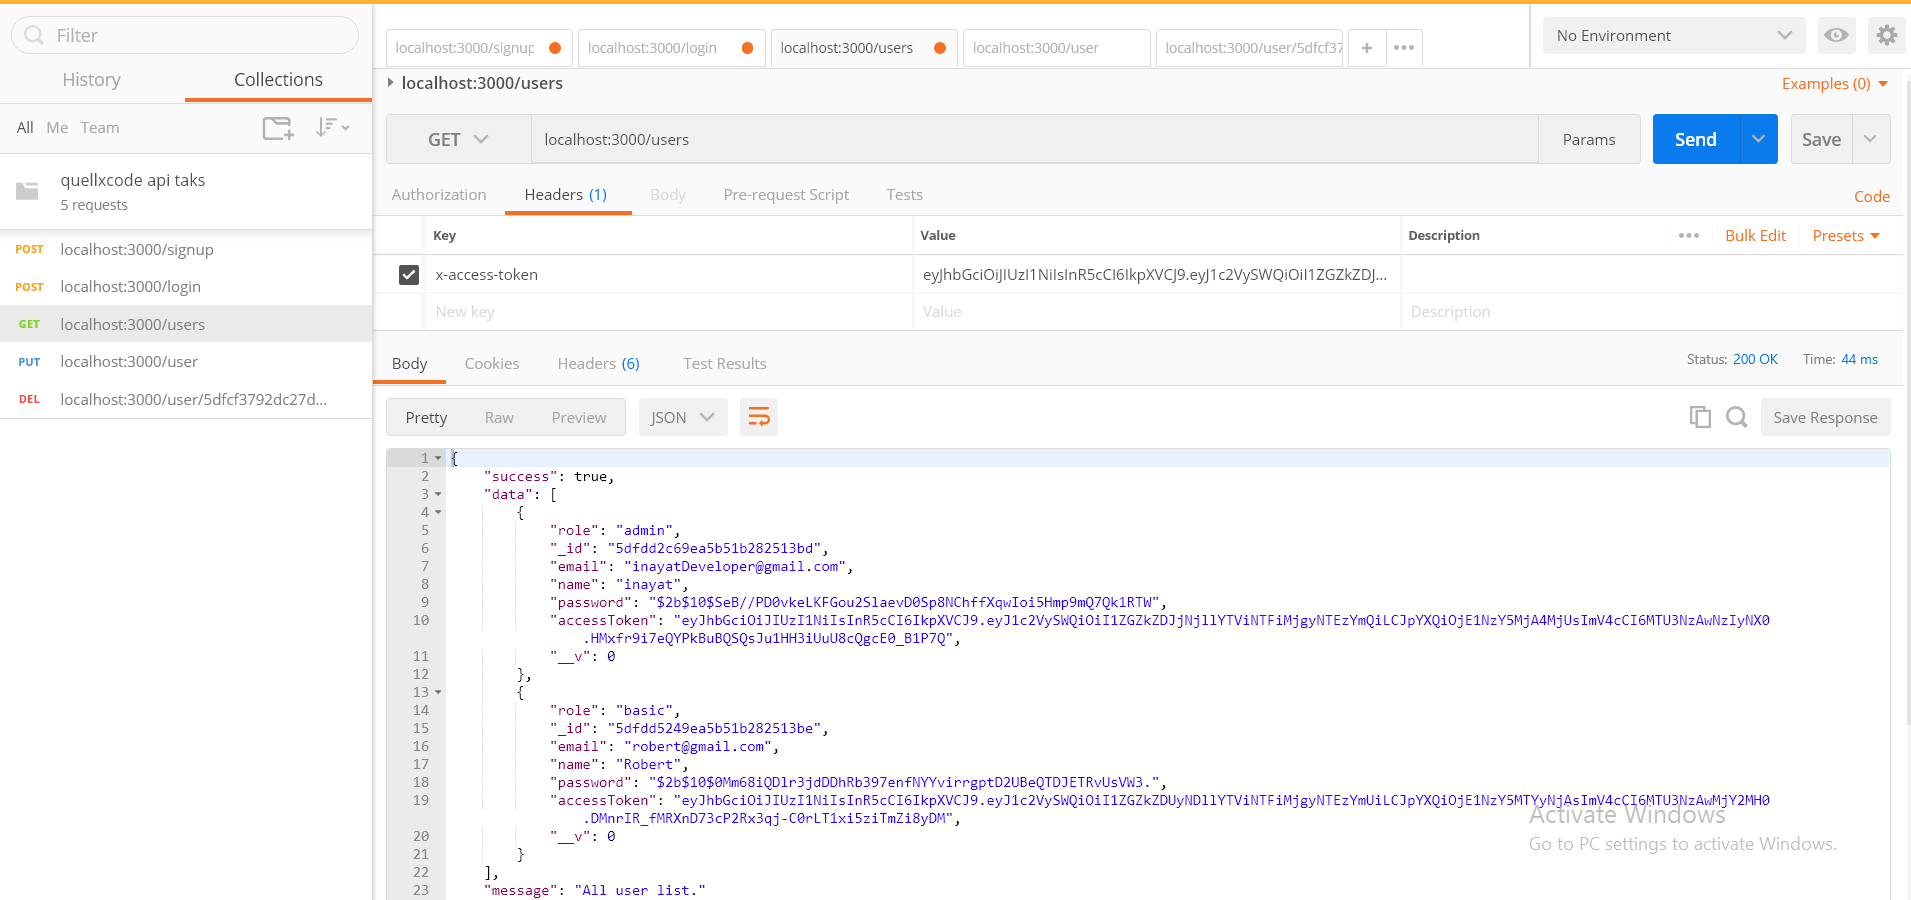 Filter
History Collections
All Me Team
quellxcode api taks
5 requests
POST localhost:3000/signup
POST localhost:3000/login
GET localhost:3000/users
PUT localhost:3000/user
DEL localhost:3000/user/5dfcf3792dc27d...
localhost:3000/signup localhost:3000/login localhost:3000/users localhost:3000/user localhost:3000/user/5dfcf37 + •••
No Environment
localhost:3000/users
Examples (0)
GET localhost:3000/users Params Send Save
Authorization Headers (1) Body Pre-request Script Tests Code
Key Value Description ••• Bulk Edit Presets
x-access-token eyJhbGciOiJIUzI1NiIsInR5cCI6IkpXVCJ9.eyJ1c2VySWQiOiI1ZGZkZDJ...
New key Value Description
Body Cookies Headers (6) Test Results Status: 200 OK Time: 44 ms
Pretty Raw Preview JSON Save Response
1 {
2 "success": true,
3 "data": [
4 {
5 "role": "admin",
6 "_id": "5dfdd2c69ea5b51b282513bd",
7 "email": "inayatDeveloper@gmail.com",
8 "name": "inayat",
9 "password": "$2b$10$SeB//PD0vkeLKFGou2SlaevD0Sp8NChffXqwIoi5Hmp9mQ7Qk1RTW",
10 "accessToken": "eyJhbGciOiJIUzI1NiIsInR5cCI6IkpXVCJ9.eyJ1c2VySWQiOiI1ZGZkZDJjNjllYTViNTFiMjgyNTEzYmQiLCJpYXQiOjE1NzY5MjA4MjUsImV4cCI6MTU3NzAwNzIyNX0
.HMxfr9i7eQYPkBuBQSQsJu1HH3iUuU8cQgcE0_B1P7Q",
11 "__v": 0
12 },
13 {
14 "role": "basic",
15 "_id": "5dfdd5249ea5b51b282513be",
16 "email": "robert@gmail.com",
17 "name": "Robert",
18 "password": "$2b$10$0Mm68iQDlr3jdDDhRb397enfNYYvirrgptD2UBeQTDJETRvUsVW3.",
19 "accessToken": "eyJhbGciOiJIUzI1NiIsInR5cCI6IkpXVCJ9.eyJ1c2VySWQiOiI1ZGZkZDUyNDllYTViNTFiMjgyNTEzYmUiLCJpYXQiOjE1NzY5MTYyNjAsImV4cCI6MTU3NzAwMjY2MH0
.DMnrIR_fMRXnD73cP2Rx3qj-C0rLT1xi5ziTmZi8yDM",
20 "__v": 0
21 }
22 ],
23 "message": "All user list."
Activate Windows
Go to PC settings to activate Windows.